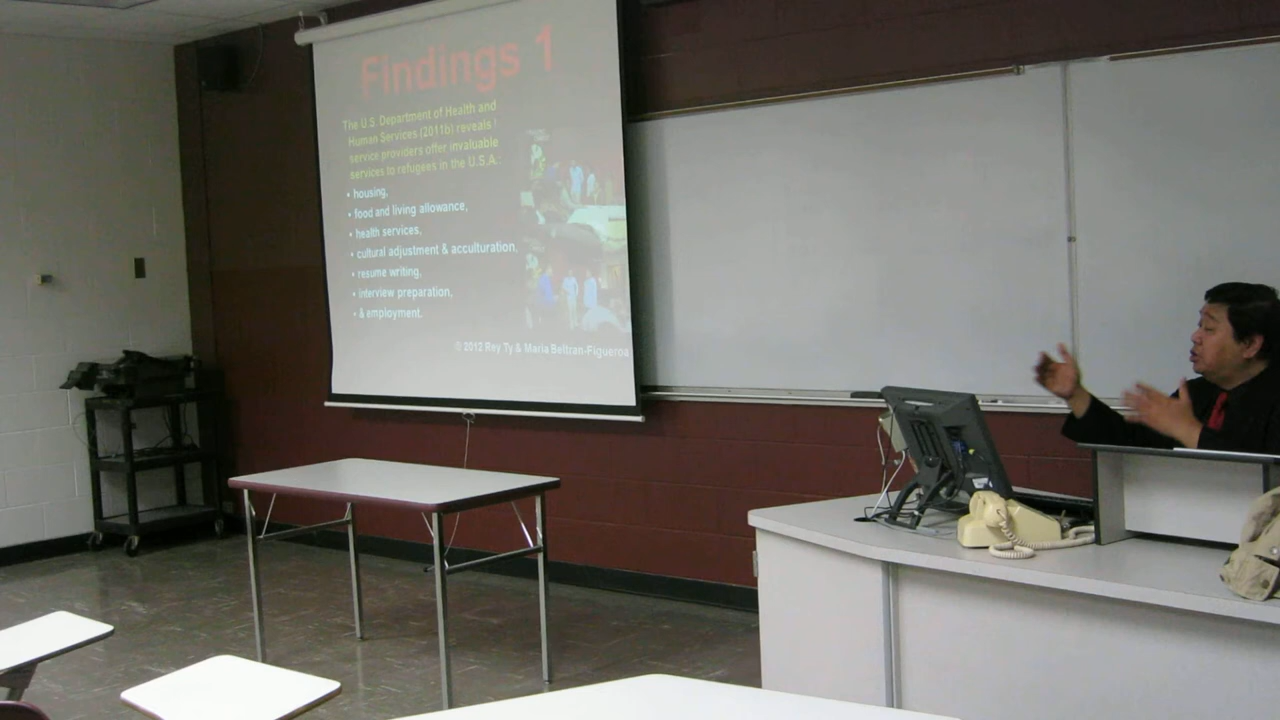 Findings 1
The U.S. Department of Health and
Human Services (2011b) reveals
service providers offer invaluable
services to refugees in the U.S.A.:
• housing,
• food and living allowance,
• health services,
• cultural adjustment & acculturation,
• resume writing,
• interview preparation,
• & employment.
© 2012 Rey Ty & Maria Beltran-Figueroa